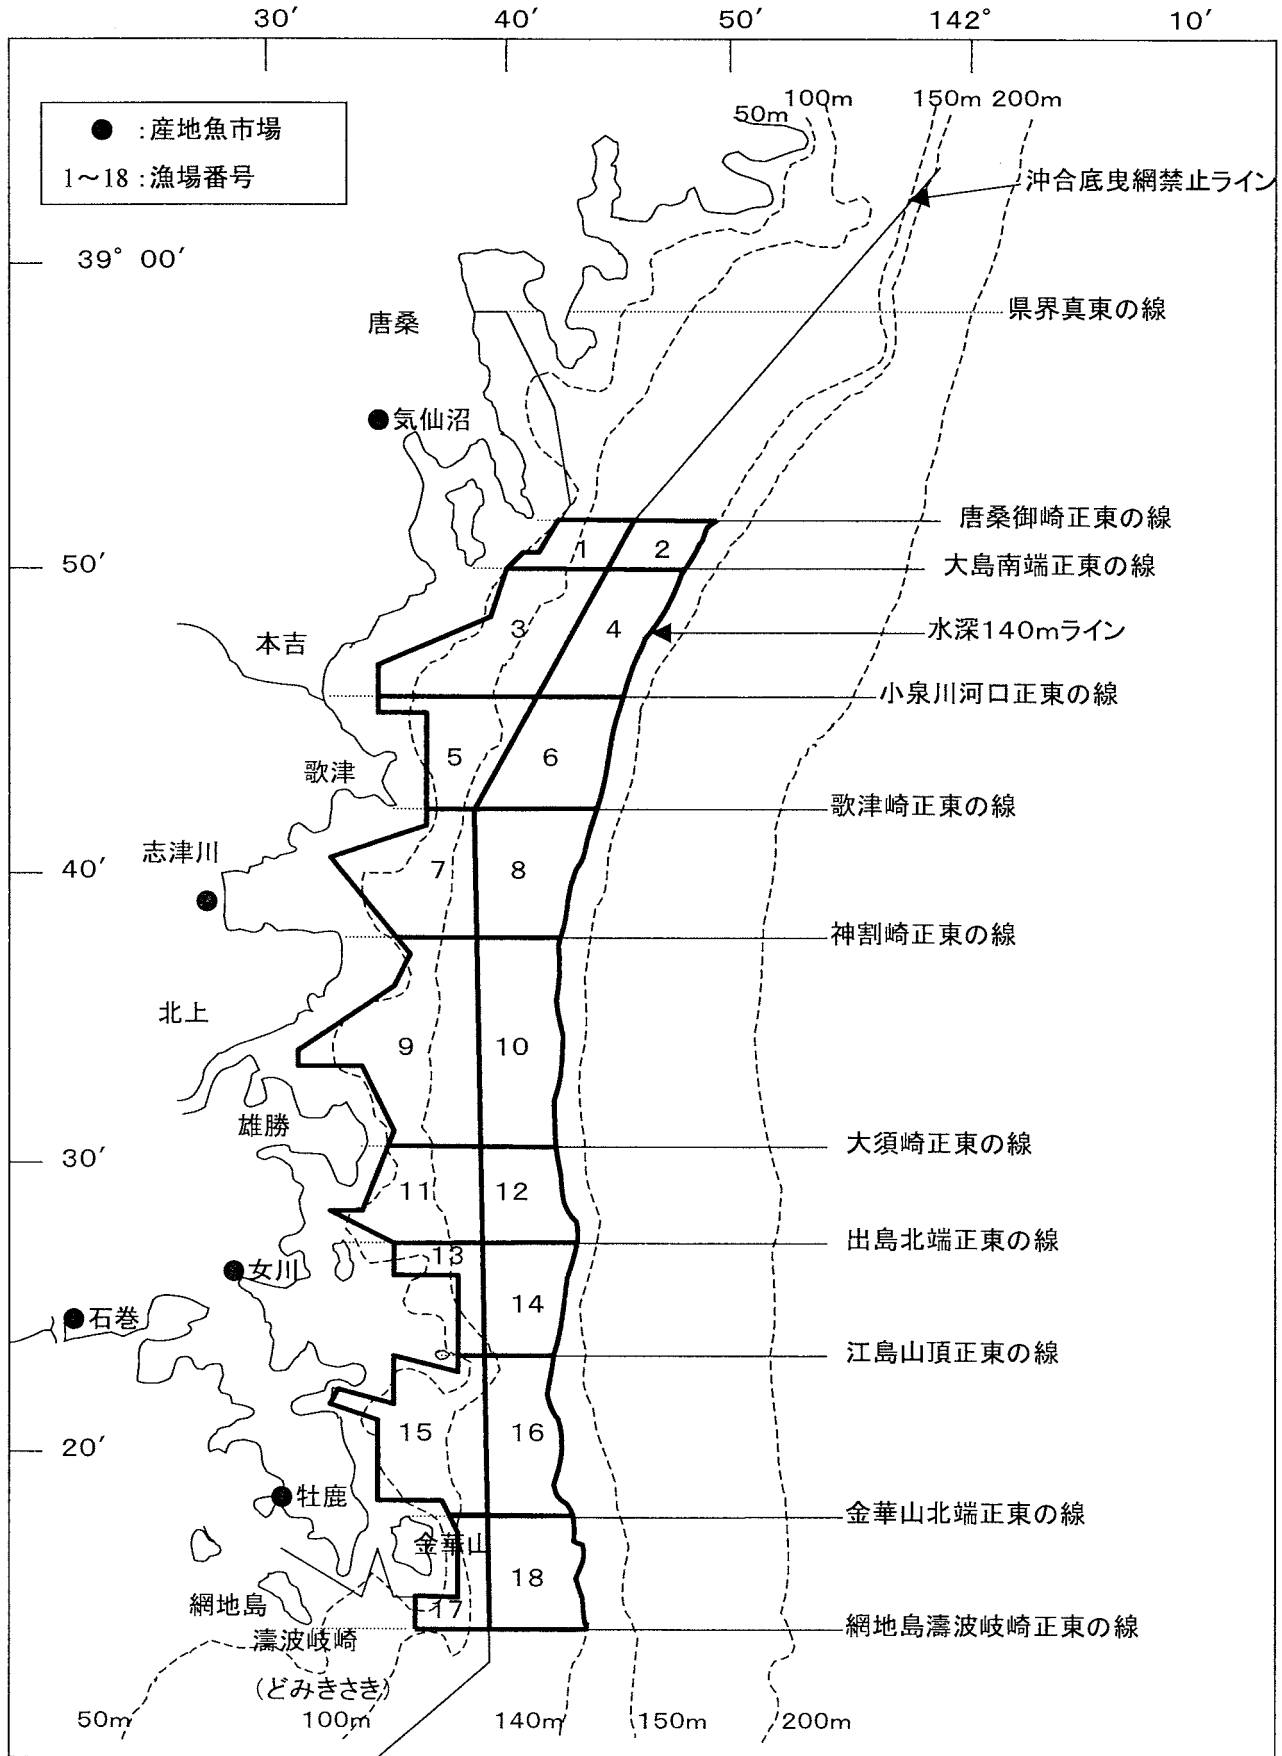 30′
40′
50′
142°
10′
● :産地魚市場
1～18 :漁場番号
50m
100m
150m
200m
沖合底曳網禁止ライン
39° 00′
県界真東の線
唐桑
気仙沼
唐桑御崎正東の線
1
2
50′
大島南端正東の線
3
4
水深140mライン
本吉
小泉川河口正東の線
5
6
歌津
歌津崎正東の線
志津川
40′
7
8
神割崎正東の線
北上
9
10
雄勝
大須崎正東の線
30′
11
12
出島北端正東の線
13
女川
14
石巻
江島山頂正東の線
15
16
20′
牡鹿
金華山北端正東の線
金華山
18
網地島
17
網地島濤波岐崎正東の線
濤波岐崎
(どみきさき)
50m
100m
140m
150m
200m